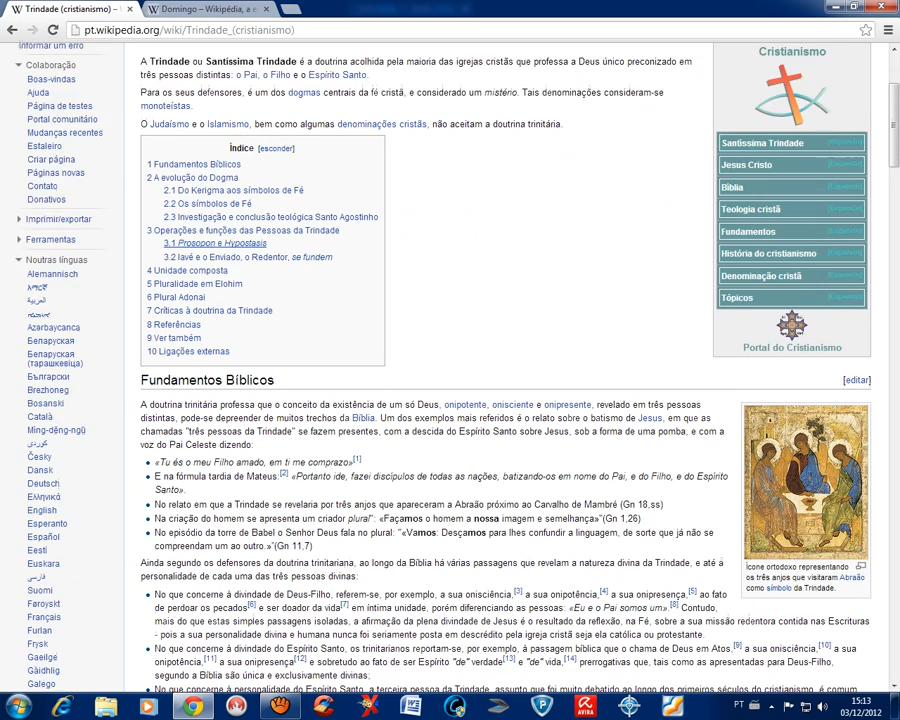 Trindade (cristianismo) –
Domingo – Wikipédia, a e
pt.wikipedia.org/wiki/Trindade_(cristianismo)
Informar um erro
Colaboração
Boas-vindas
Ajuda
Página de testes
Portal comunitário
Mudanças recentes
Estaleiro
Criar página
Páginas novas
Contato
Donativos
Imprimir/exportar
Ferramentas
Noutras línguas
Alemannisch
አማርኛ
العربية
Azərbaycanca
Беларуская
Беларуская
(тарашкевіца)
Български
Brezhoneg
Bosanski
Català
Mìng-dĕ̤ng-ngṳ̄
کوردی
Česky
Dansk
Deutsch
Ελληνικά
English
Esperanto
Español
Eesti
Euskara
فارسی
Suomi
Føroyskt
Français
Furlan
Frysk
Gaeilge
Gàidhlig
Galego
A Trindade ou Santíssima Trindade é a doutrina acolhida pela maioria das igrejas cristãs que professa a Deus único preconizado em
três pessoas distintas: o Pai, o Filho e o Espírito Santo.
Para os seus defensores, é um dos dogmas centrais da fé cristã, e considerado um mistério. Tais denominações consideram-se
monoteístas.
O Judaísmo e o Islamismo, bem como algumas denominações cristãs, não aceitam a doutrina trinitária.
Índice [esconder]
1 Fundamentos Bíblicos
2 A evolução do Dogma
2.1 Do Kerigma aos símbolos de Fé
2.2 Os símbolos de Fé
2.3 Investigação e conclusão teológica Santo Agostinho
3 Operações e funções das Pessoas da Trindade
3.1 Prosopon e Hypostasis
3.2 Iavé e o Enviado, o Redentor, se fundem
4 Unidade composta
5 Pluralidade em Elohim
6 Plural Adonai
7 Críticas à doutrina da Trindade
8 Referências
9 Ver também
10 Ligações externas
Cristianismo
Santíssima Trindade [Expandir]
Jesus Cristo [Expandir]
Bíblia [Expandir]
Teologia cristã [Expandir]
Fundamentos [Expandir]
História do cristianismo [Expandir]
Denominação cristã [Expandir]
Tópicos [Expandir]
Portal do Cristianismo
Fundamentos Bíblicos [editar]
A doutrina trinitária professa que o conceito da existência de um só Deus, onipotente, onisciente e onipresente, revelado em três pessoas
distintas, pode-se depreender de muitos trechos da Bíblia. Um dos exemplos mais referidos é o relato sobre o batismo de Jesus, em que as
chamadas "três pessoas da Trindade" se fazem presentes, com a descida do Espírito Santo sobre Jesus, sob a forma de uma pomba, e com a
voz do Pai Celeste dizendo:
«Tu és o meu Filho amado, em ti me comprazo»[1]
E na fórmula tardia de Mateus:[2] «Portanto ide, fazei discípulos de todas as nações, batizando-os em nome do Pai, e do Filho, e do Espírito
Santo».
No relato em que a Trindade se revelaria por três anjos que apareceram a Abraão próximo ao Carvalho de Mambré (Gn 18,ss)
Na criação do homem se apresenta um criador plural": «Façamos o homem a nossa imagem e semelhança»"(Gn 1,26)
No episódio da torre de Babel o Senhor Deus fala no plural: "«Vamos: Desçamos para lhes confundir a linguagem, de sorte que já não se
compreendam um ao outro.»"(Gn 11,7)
Ícone ortodoxo representando
os três anjos que visitaram Abraão
como símbolo da Trindade.
Ainda segundo os defensores da doutrina trinitariana, ao longo da Bíblia há várias passagens que revelam a natureza divina da Trindade, e até a
personalidade de cada uma das três pessoas divinas:
No que concerne à divindade de Deus-Filho, referem-se, por exemplo, a sua onisciência,[3] a sua onipotência,[4] a sua onipresença,[5] ao fato
de perdoar os pecados[6] e ser doador da vida[7] em íntima unidade, porém diferenciando as pessoas: «Eu e o Pai somos um».[8] Contudo,
mais do que estas simples passagens isoladas, a afirmação da plena divindade de Jesus é o resultado da reflexão, na Fé, sobre a sua missão redentora contida nas Escrituras
- pois a sua personalidade divina e humana nunca foi seriamente posta em descrédito pela igreja cristã seja ela católica ou protestante.
No que concerne à divindade do Espírito Santo, os trinitarianos reportam-se, por exemplo, à passagem bíblica que o chama de Deus em Atos,[9] a sua onisciência,[10] a sua
onipotência,[11] a sua onipresença[12] e sobretudo ao fato de ser Espírito "de" verdade[13] e "de" vida,[14] prerrogativas que, tais como as apresentadas para Deus-Filho,
segundo a Bíblia são única e exclusivamente divinas;
No que concerne à personalidade do Espírito Santo, a terceira pessoa da Trindade, assunto que foi muito debatido ao longo dos primeiros séculos do cristianismo, é comum
AVIRA
PT
15:13
03/12/2012